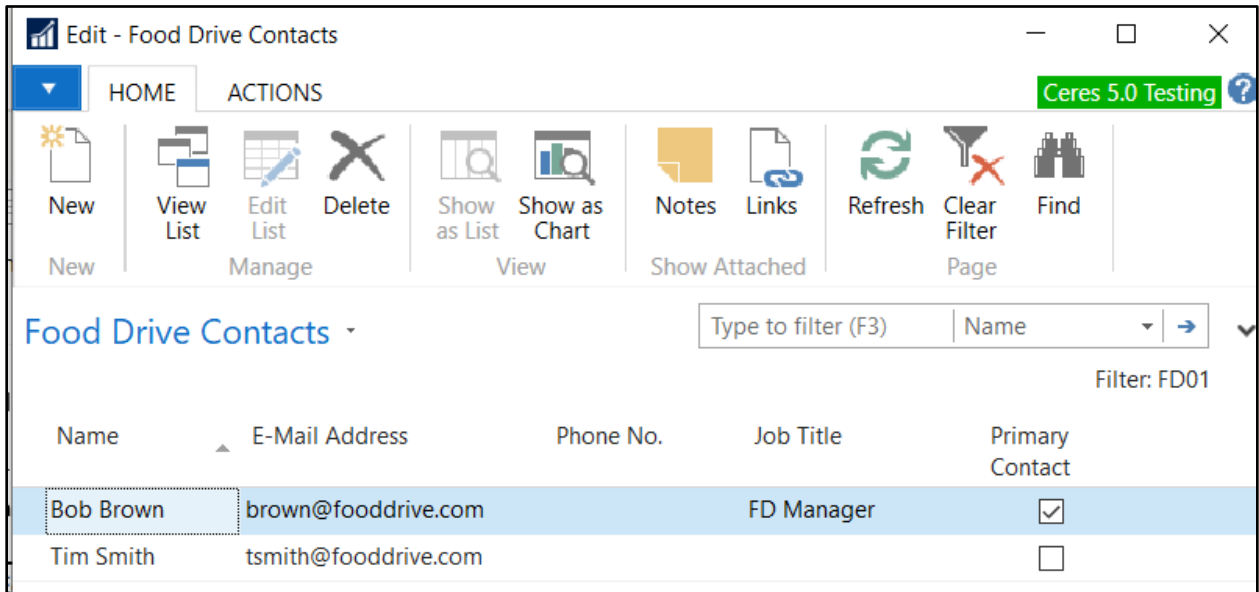 Edit - Food Drive Contacts
HOME ACTIONS Ceres 5.0 Testing ?
New View List Edit List Delete Show as List Show as Chart Notes Links Refresh Clear Filter Find
New Manage View Show Attached Page
Food Drive Contacts Type to filter (F3) Name
Filter: FD01
Name E-Mail Address Phone No. Job Title Primary Contact
Bob Brown brown@fooddrive.com FD Manager
Tim Smith tsmith@fooddrive.com